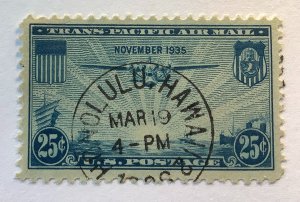 TRANS-PACIFIC AIR MAIL
NOVEMBER 1935
HONOLULU, HAWAII
MAR 19
4-PM
25¢ 25¢
U.S. POSTAGE